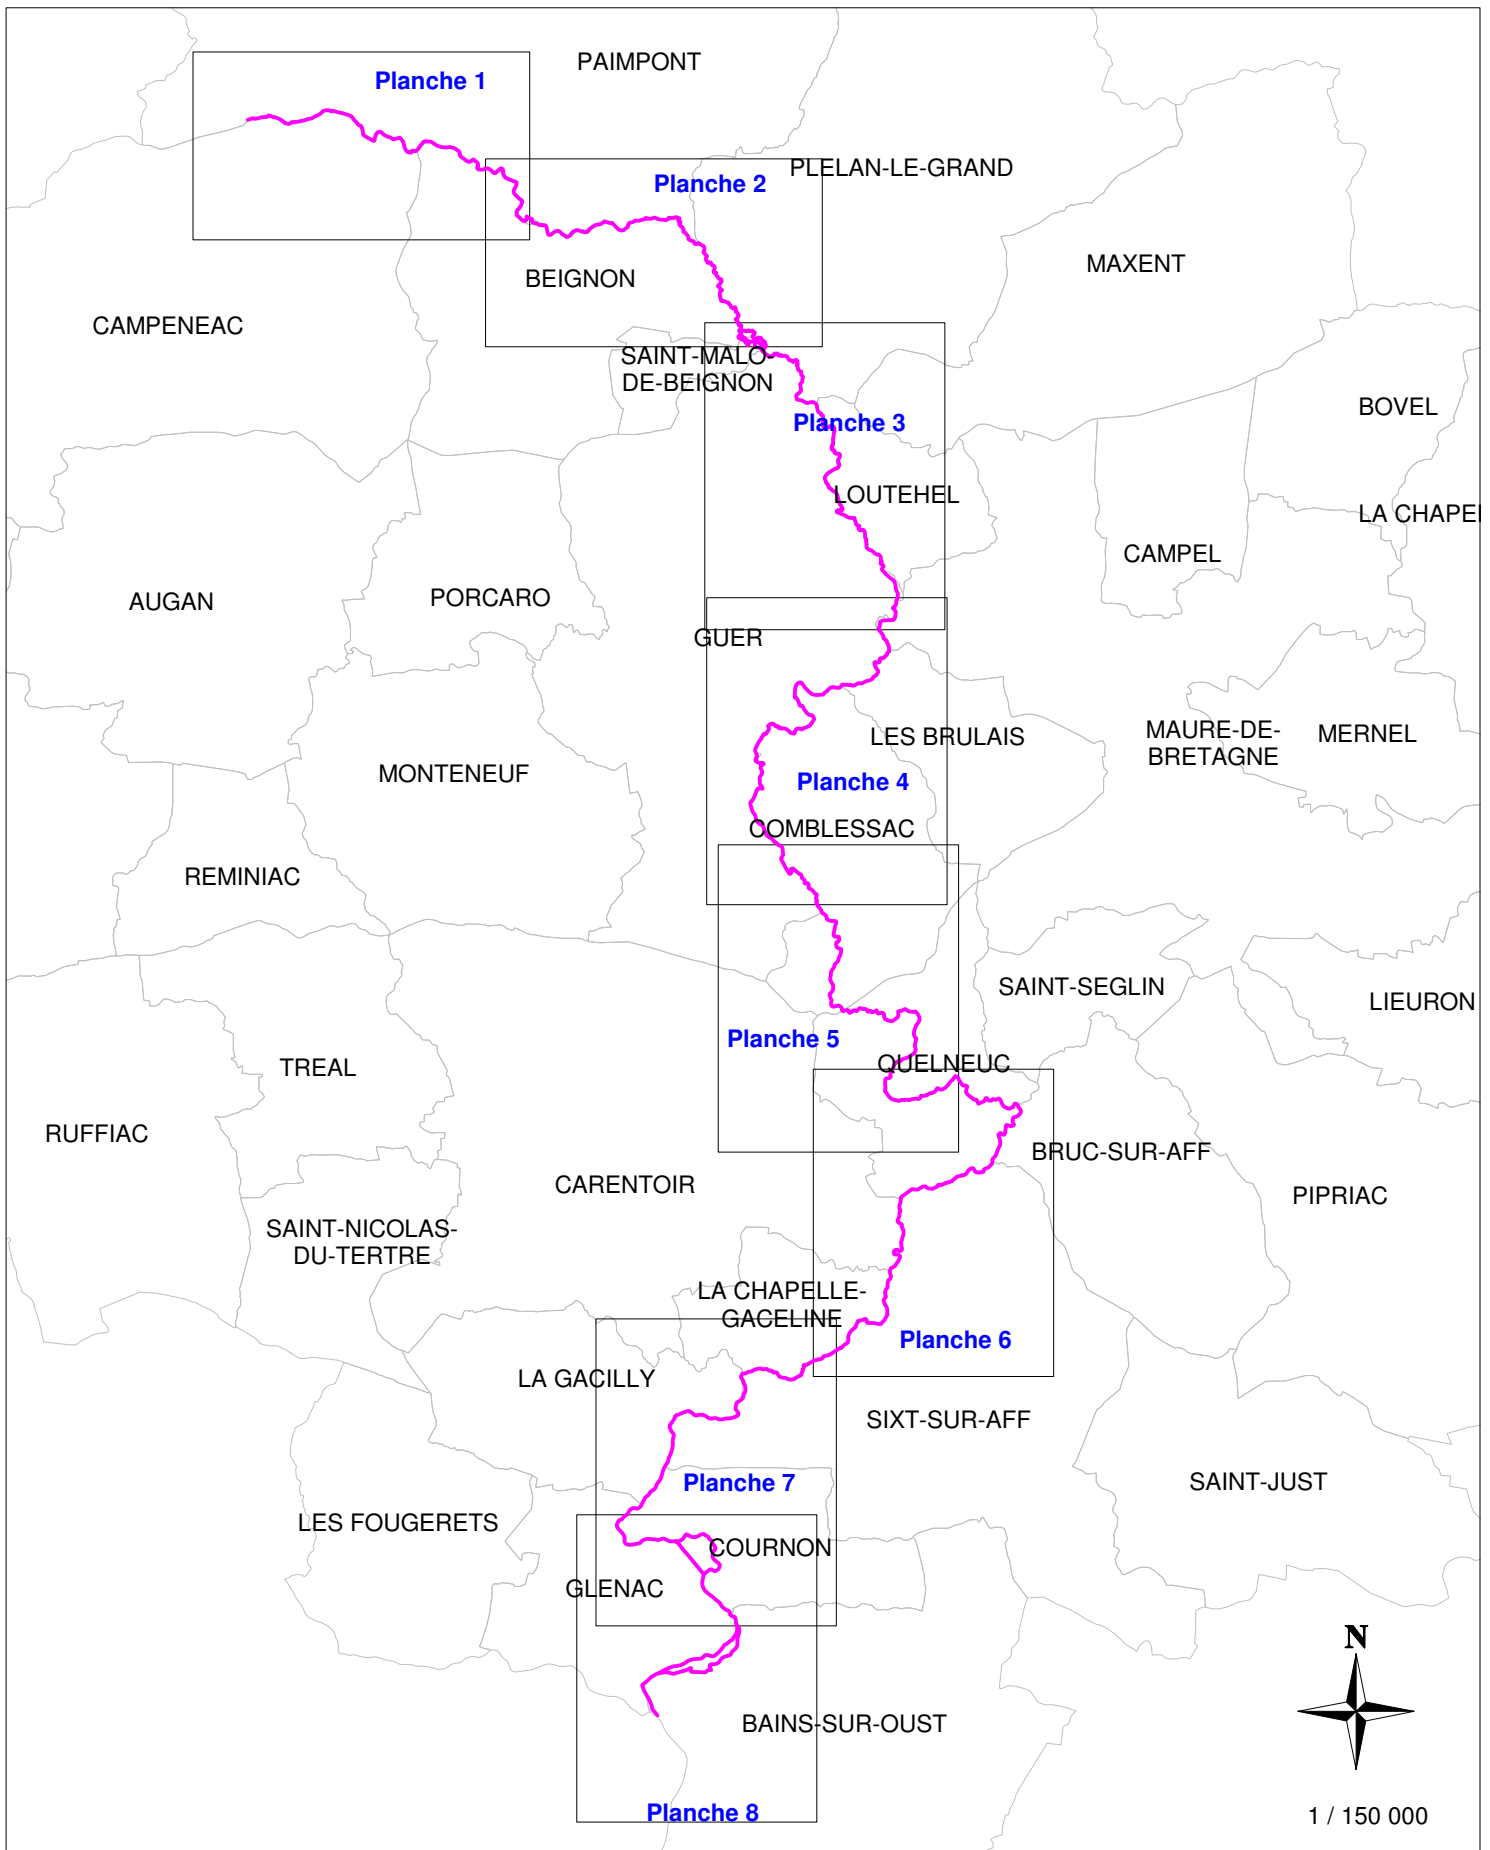 PAIMPONT
Planche 1
PLELAN-LE-GRAND
Planche 2
MAXENT
BEIGNON
CAMPENEAC
SAINT-MALO-
DE-BEIGNON
BOVEL
Planche 3
LOUTEHEL
LA CHAPEL
CAMPEL
PORCARO
AUGAN
GUER
MAURE-DE-
BRETAGNE
MERNEL
LES BRULAIS
MONTENEUF
Planche 4
COMBLESSAC
REMINIAC
SAINT-SEGLIN
LIEURON
Planche 5
QUELNEUC
TREAL
RUFFIAC
BRUC-SUR-AFF
CARENTOIR
PIPRIAC
SAINT-NICOLAS-
DU-TERTRE
LA CHAPELLE-
GACELINE
Planche 6
LA GACILLY
SIXT-SUR-AFF
Planche 7
SAINT-JUST
LES FOUGERETS
COURNON
GLENAC
N
BAINS-SUR-OUST
Planche 8
1 / 150 000